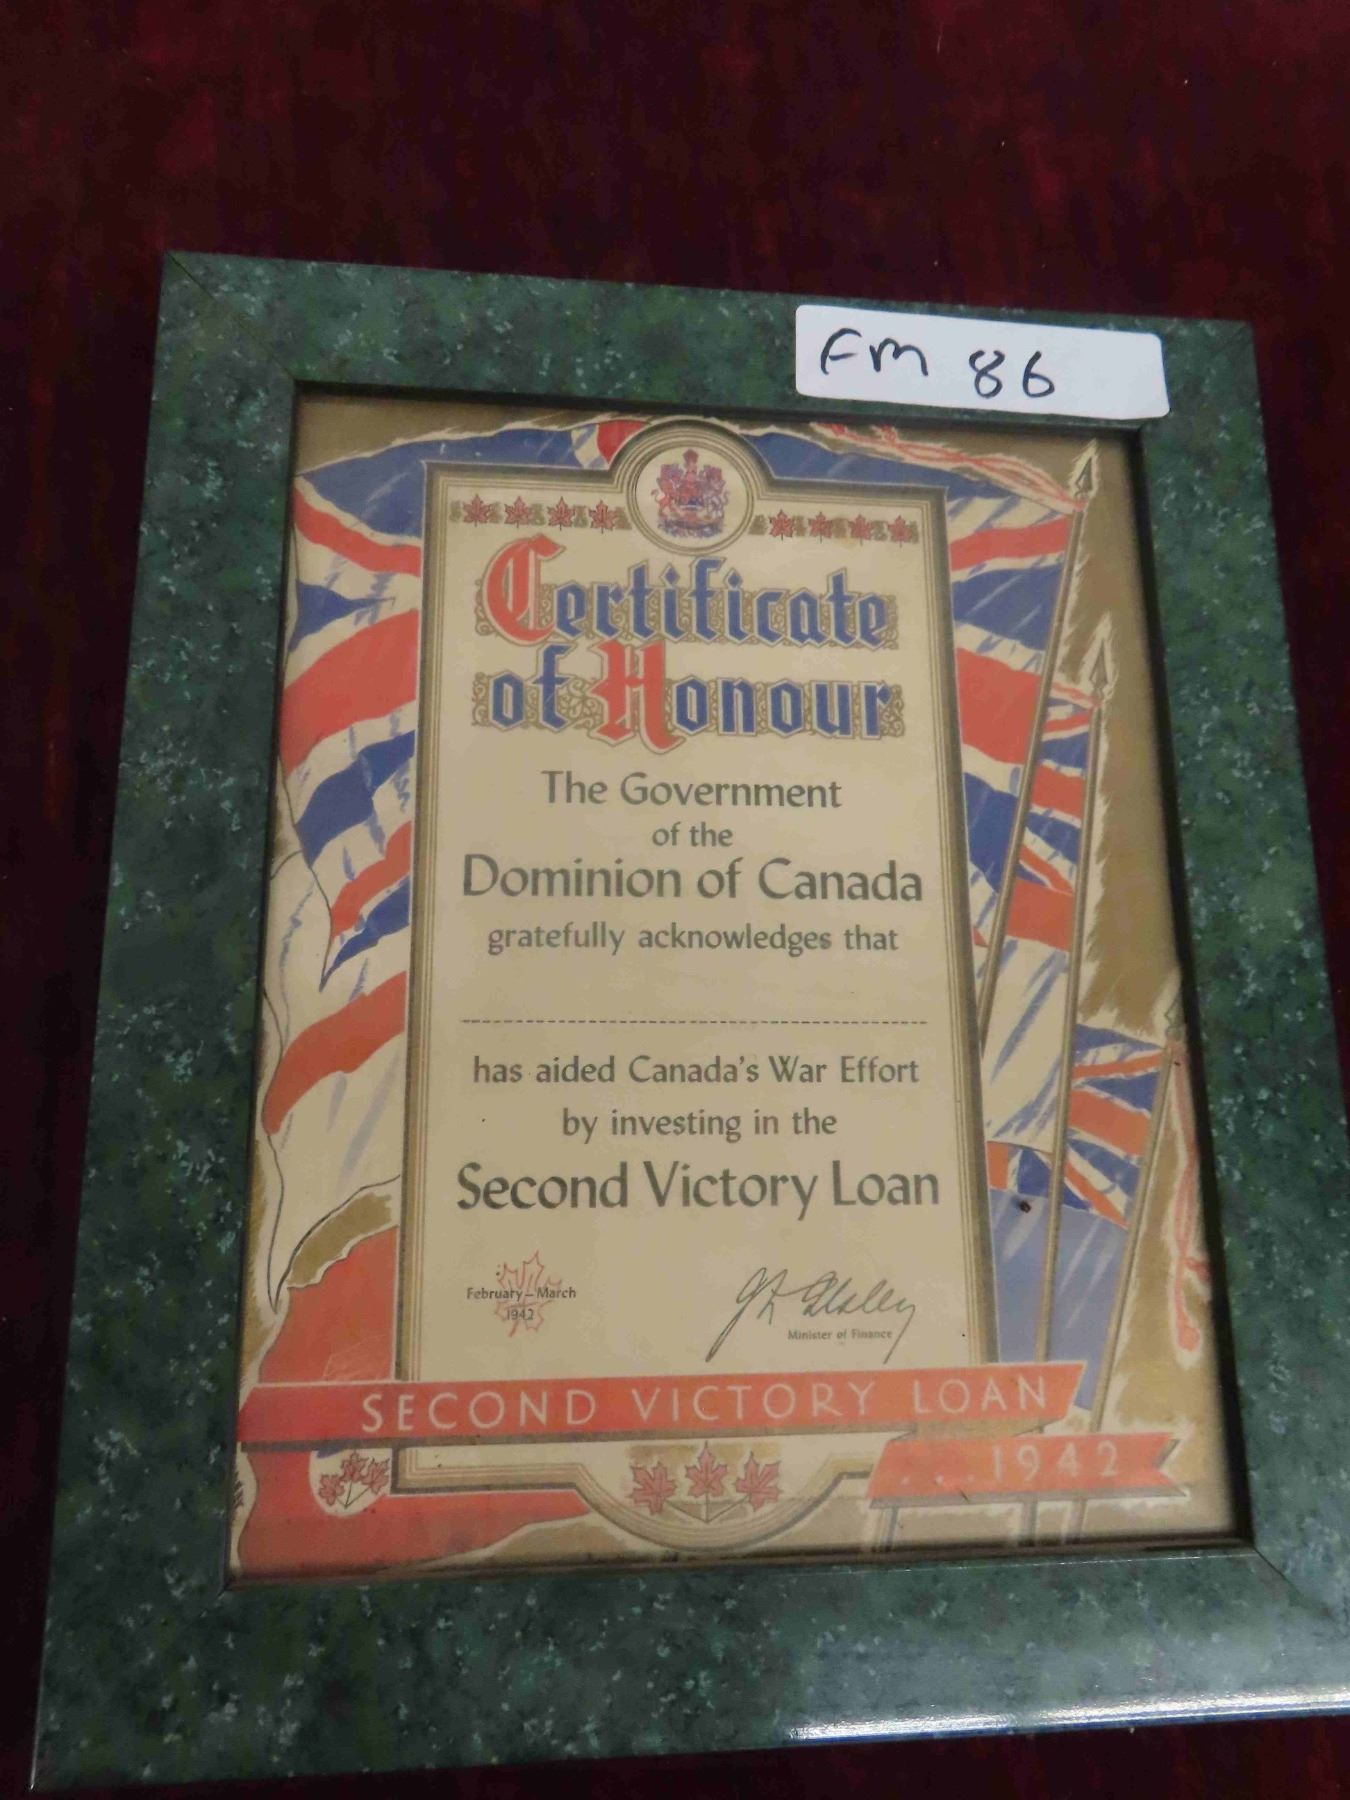 FM 86
Certificate
of Honour
The Government
of the
Dominion of Canada
gratefully acknowledges that
has aided Canada's War Effort
by investing in the
Second Victory Loan
February – March
1942
J L Ilsley
Minister of Finance
SECOND VICTORY LOAN
...1942